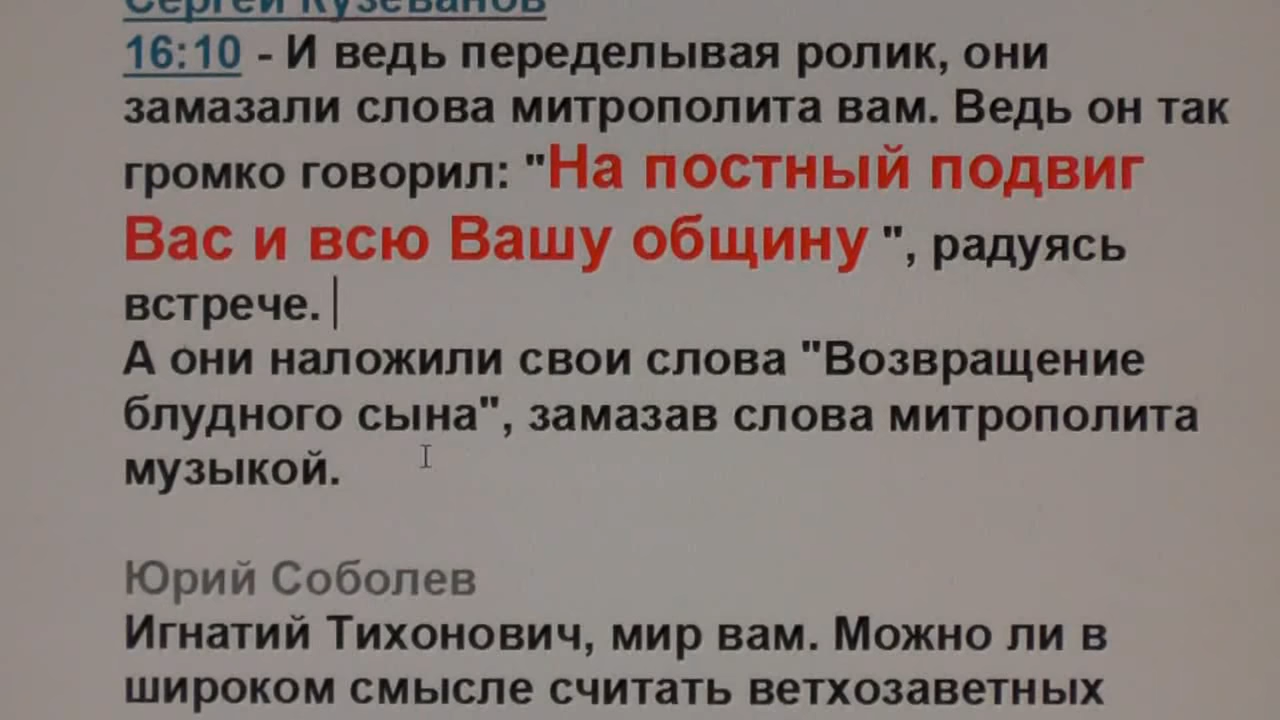 Сергей Кузеванов
16:10 - И ведь переделывая ролик, они
замазали слова митрополита вам. Ведь он так
громко говорил: "На постный подвиг
Вас и всю Вашу общину ", радуясь
встрече.
А они наложили свои слова "Возвращение
блудного сына", замазав слова митрополита
музыкой.
Юрий Соболев
Игнатий Тихонович, мир вам. Можно ли в
широком смысле считать ветхозаветных